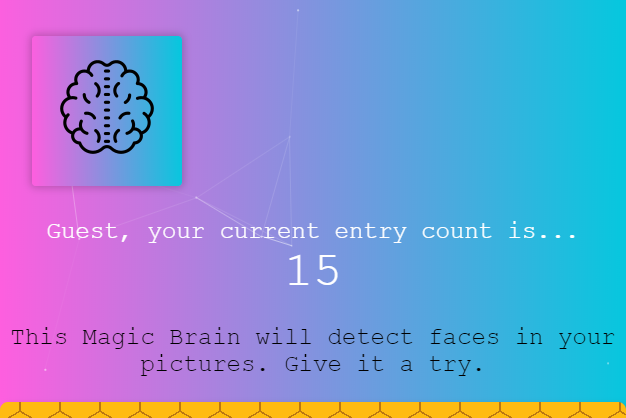 Guest, your current entry count is...
15
This Magic Brain will detect faces in your
pictures. Give it a try.